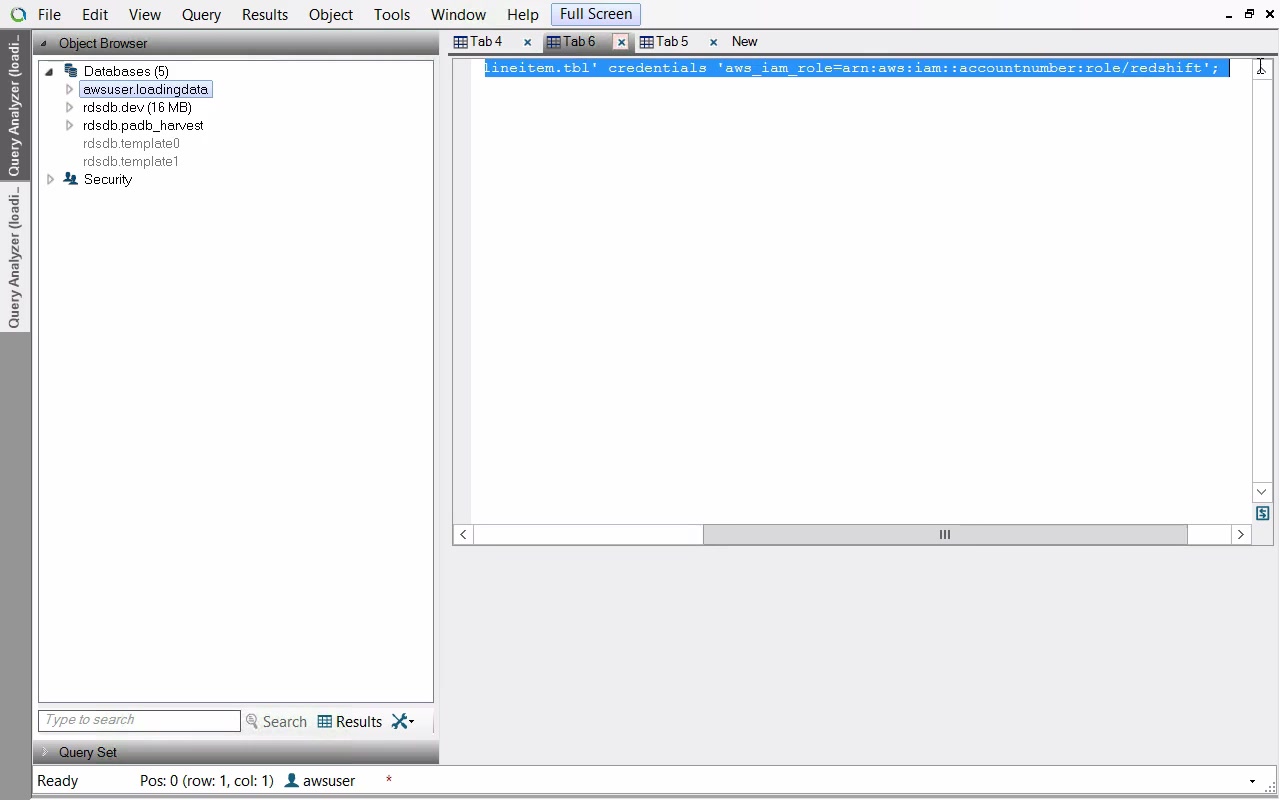 File Edit View Query Results Object Tools Window Help Full Screen
Query Analyzer (loadi...
Query Analyzer (loadi...
Object Browser
Tab 4 Tab 6 Tab 5 New
Databases (5)
awsuser.loadingdata
rdsdb.dev (16 MB)
rdsdb.padb_harvest
rdsdb.template0
rdsdb.template1
Security
lineitem.tbl' credentials 'aws_iam_role=arn:aws:iam::accountnumber:role/redshift';
Type to search Search Results
Query Set
Ready Pos: 0 (row: 1, col: 1) awsuser *